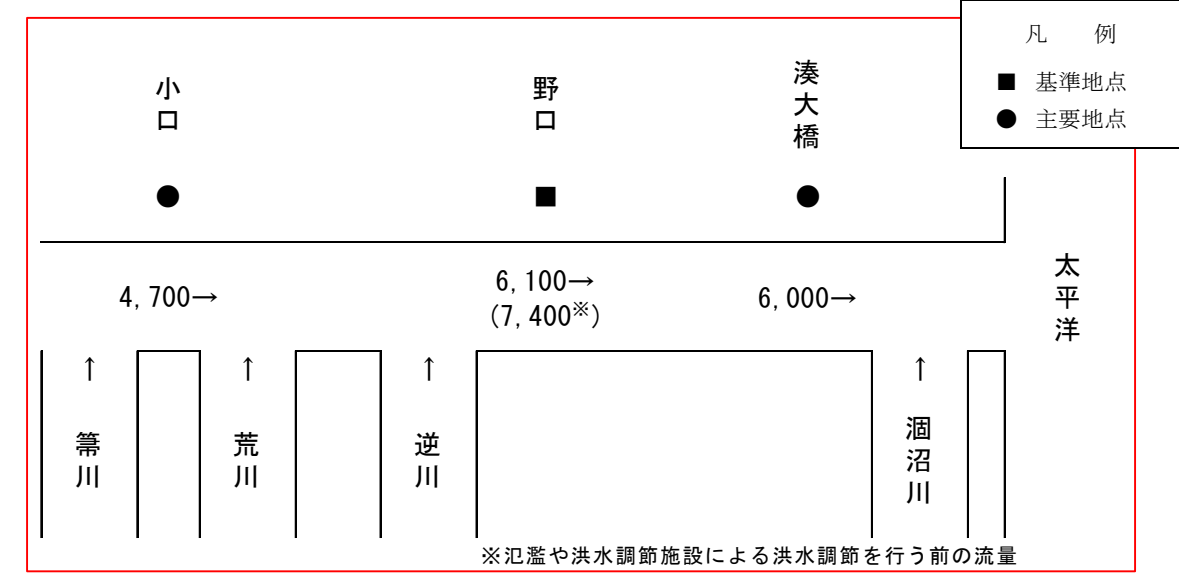 凡 例
■ 基準地点
● 主要地点
小口
野口
湊大橋
●
■
●
4,700→
6,100→
(7,400※)
6,000→
太平洋
↑
↑
↑
↑
箒川
荒川
逆川
涸沼川
※氾濫や洪水調節施設による洪水調節を行う前の流量